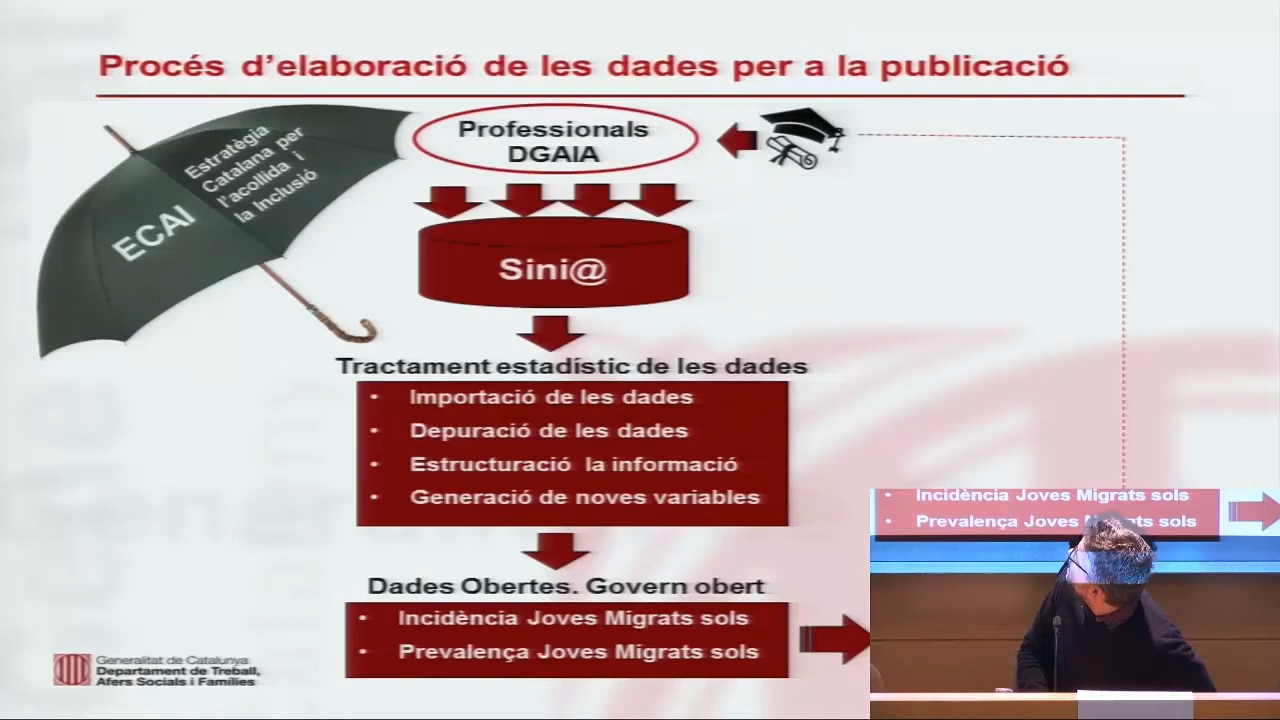 Procés d'elaboració de les dades per a la publicació
ECAI
Estratègia
Catalana per
l'acollida i
la Inclusió
Professionals
DGAIA
Sini@
Tractament estadístic de les dades
• Importació de les dades
• Depuració de les dades
• Estructuració la informació
• Generació de noves variables
Dades Obertes. Govern obert
• Incidència Joves Migrats sols
• Prevalença Joves Migrats sols
Generalitat de Catalunya
Departament de Treball,
Afers Socials i Famílies
• Incidència Joves Migrats sols
• Prevalença Joves M ts sols